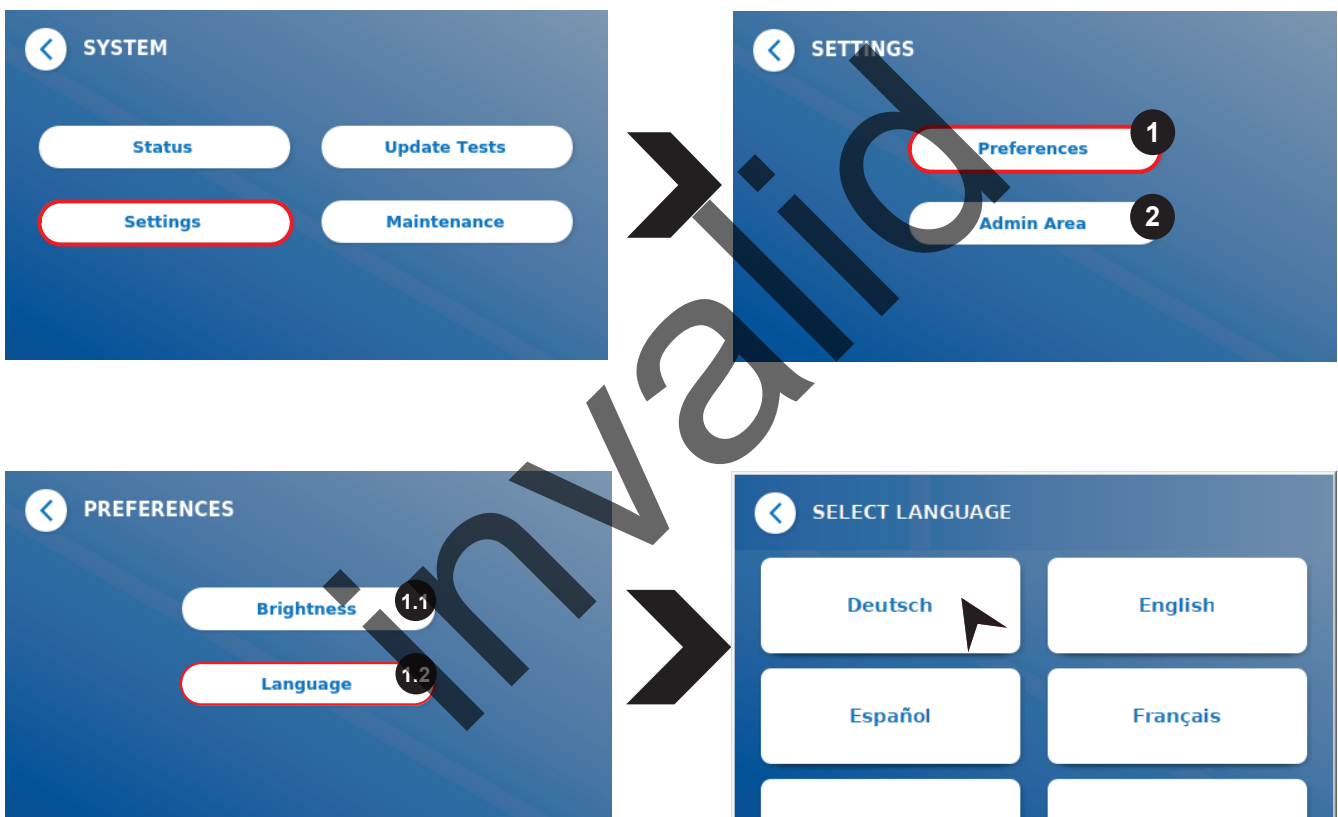 SYSTEM
Status
Update Tests
Settings
Maintenance
SETTINGS
Preferences
1
Admin Area
2
PREFERENCES
Brightness
1.1
Language
1.2
SELECT LANGUAGE
Deutsch
English
Español
Français
invalid